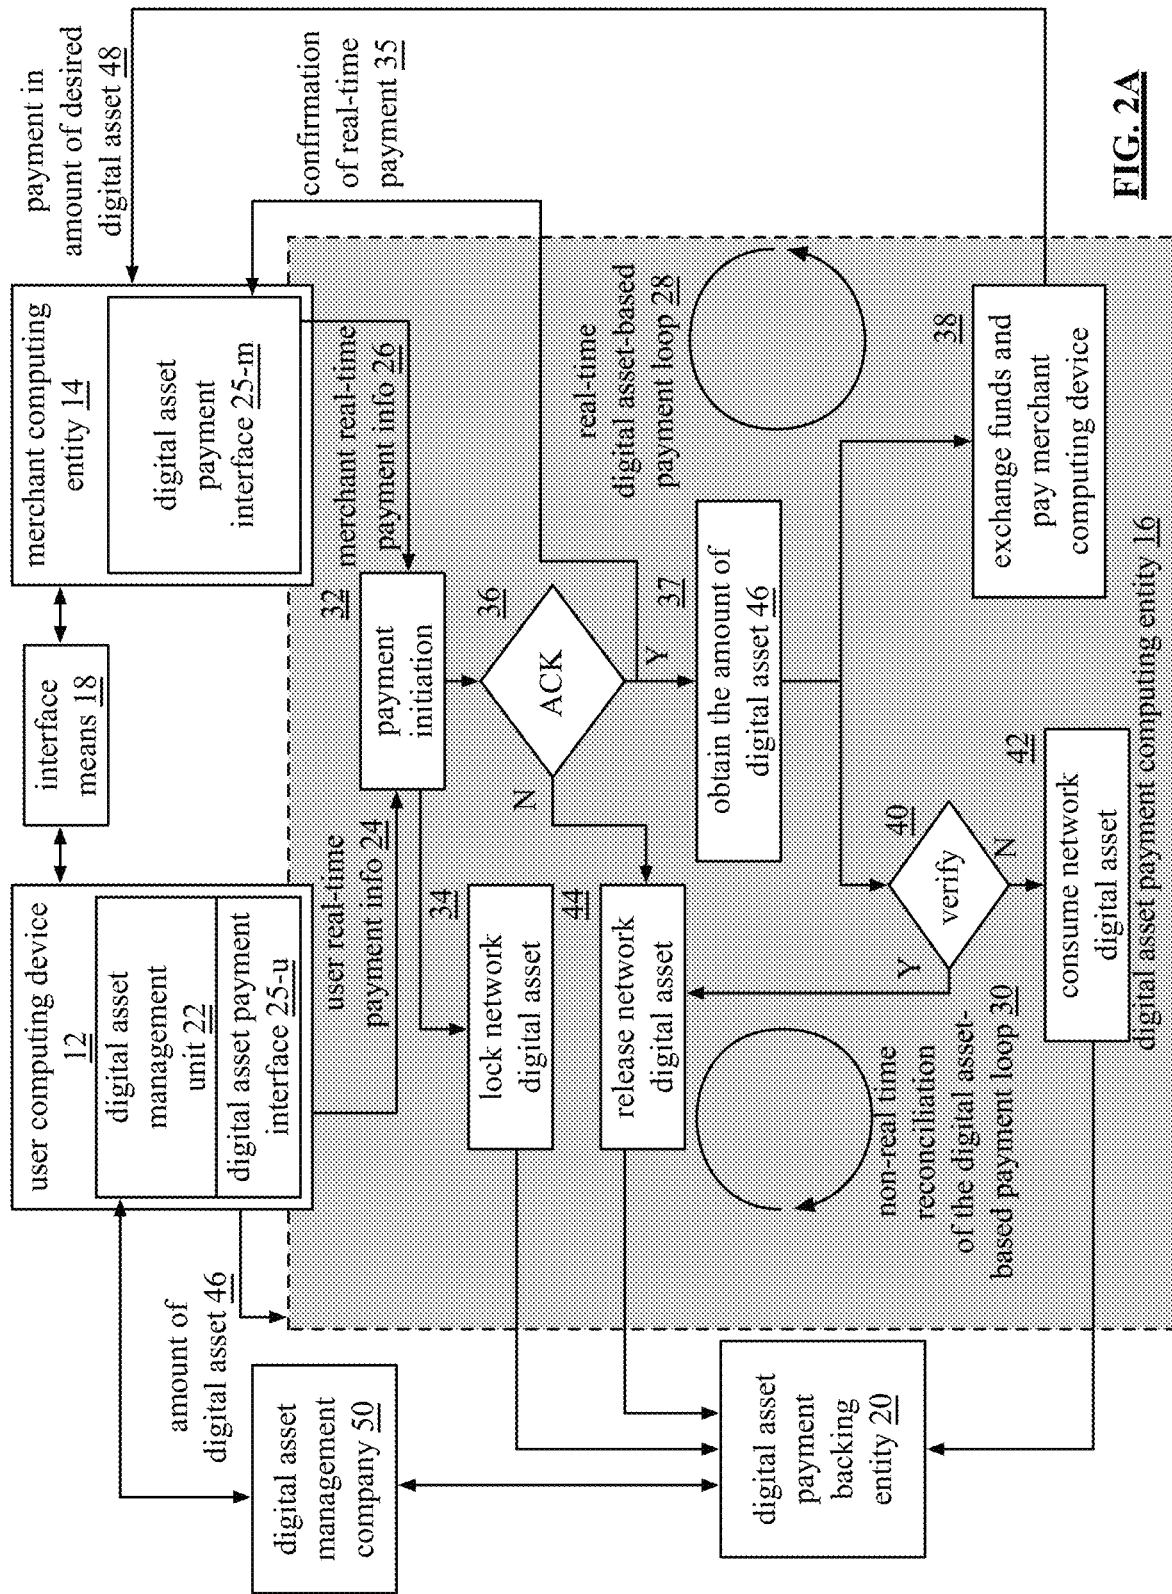 payment in
amount of desired
digital asset 48
merchant computing
entity 14
digital asset
payment
interface 25-m
confirmation
of real-time
payment 35
interface
means 18
user computing device
12
digital asset
management
unit 22
digital asset payment
interface 25-u
amount of
digital asset 46
digital asset
management
company 50
merchant real-time
payment info 26
user real-time
payment info 24
32
payment
initiation
34
lock network
digital asset
36
ACK
N
Y
44
release network
digital asset
37
obtain the amount of
digital asset 46
real-time
digital asset-based
payment loop 28
38
exchange funds and
pay merchant
computing device
40
verify
Y
N
42
consume network
digital asset
non-real time
reconciliation
of the digital asset-
based payment loop 30
digital asset payment computing entity 16
digital asset
payment
backing
entity 20
FIG. 2A